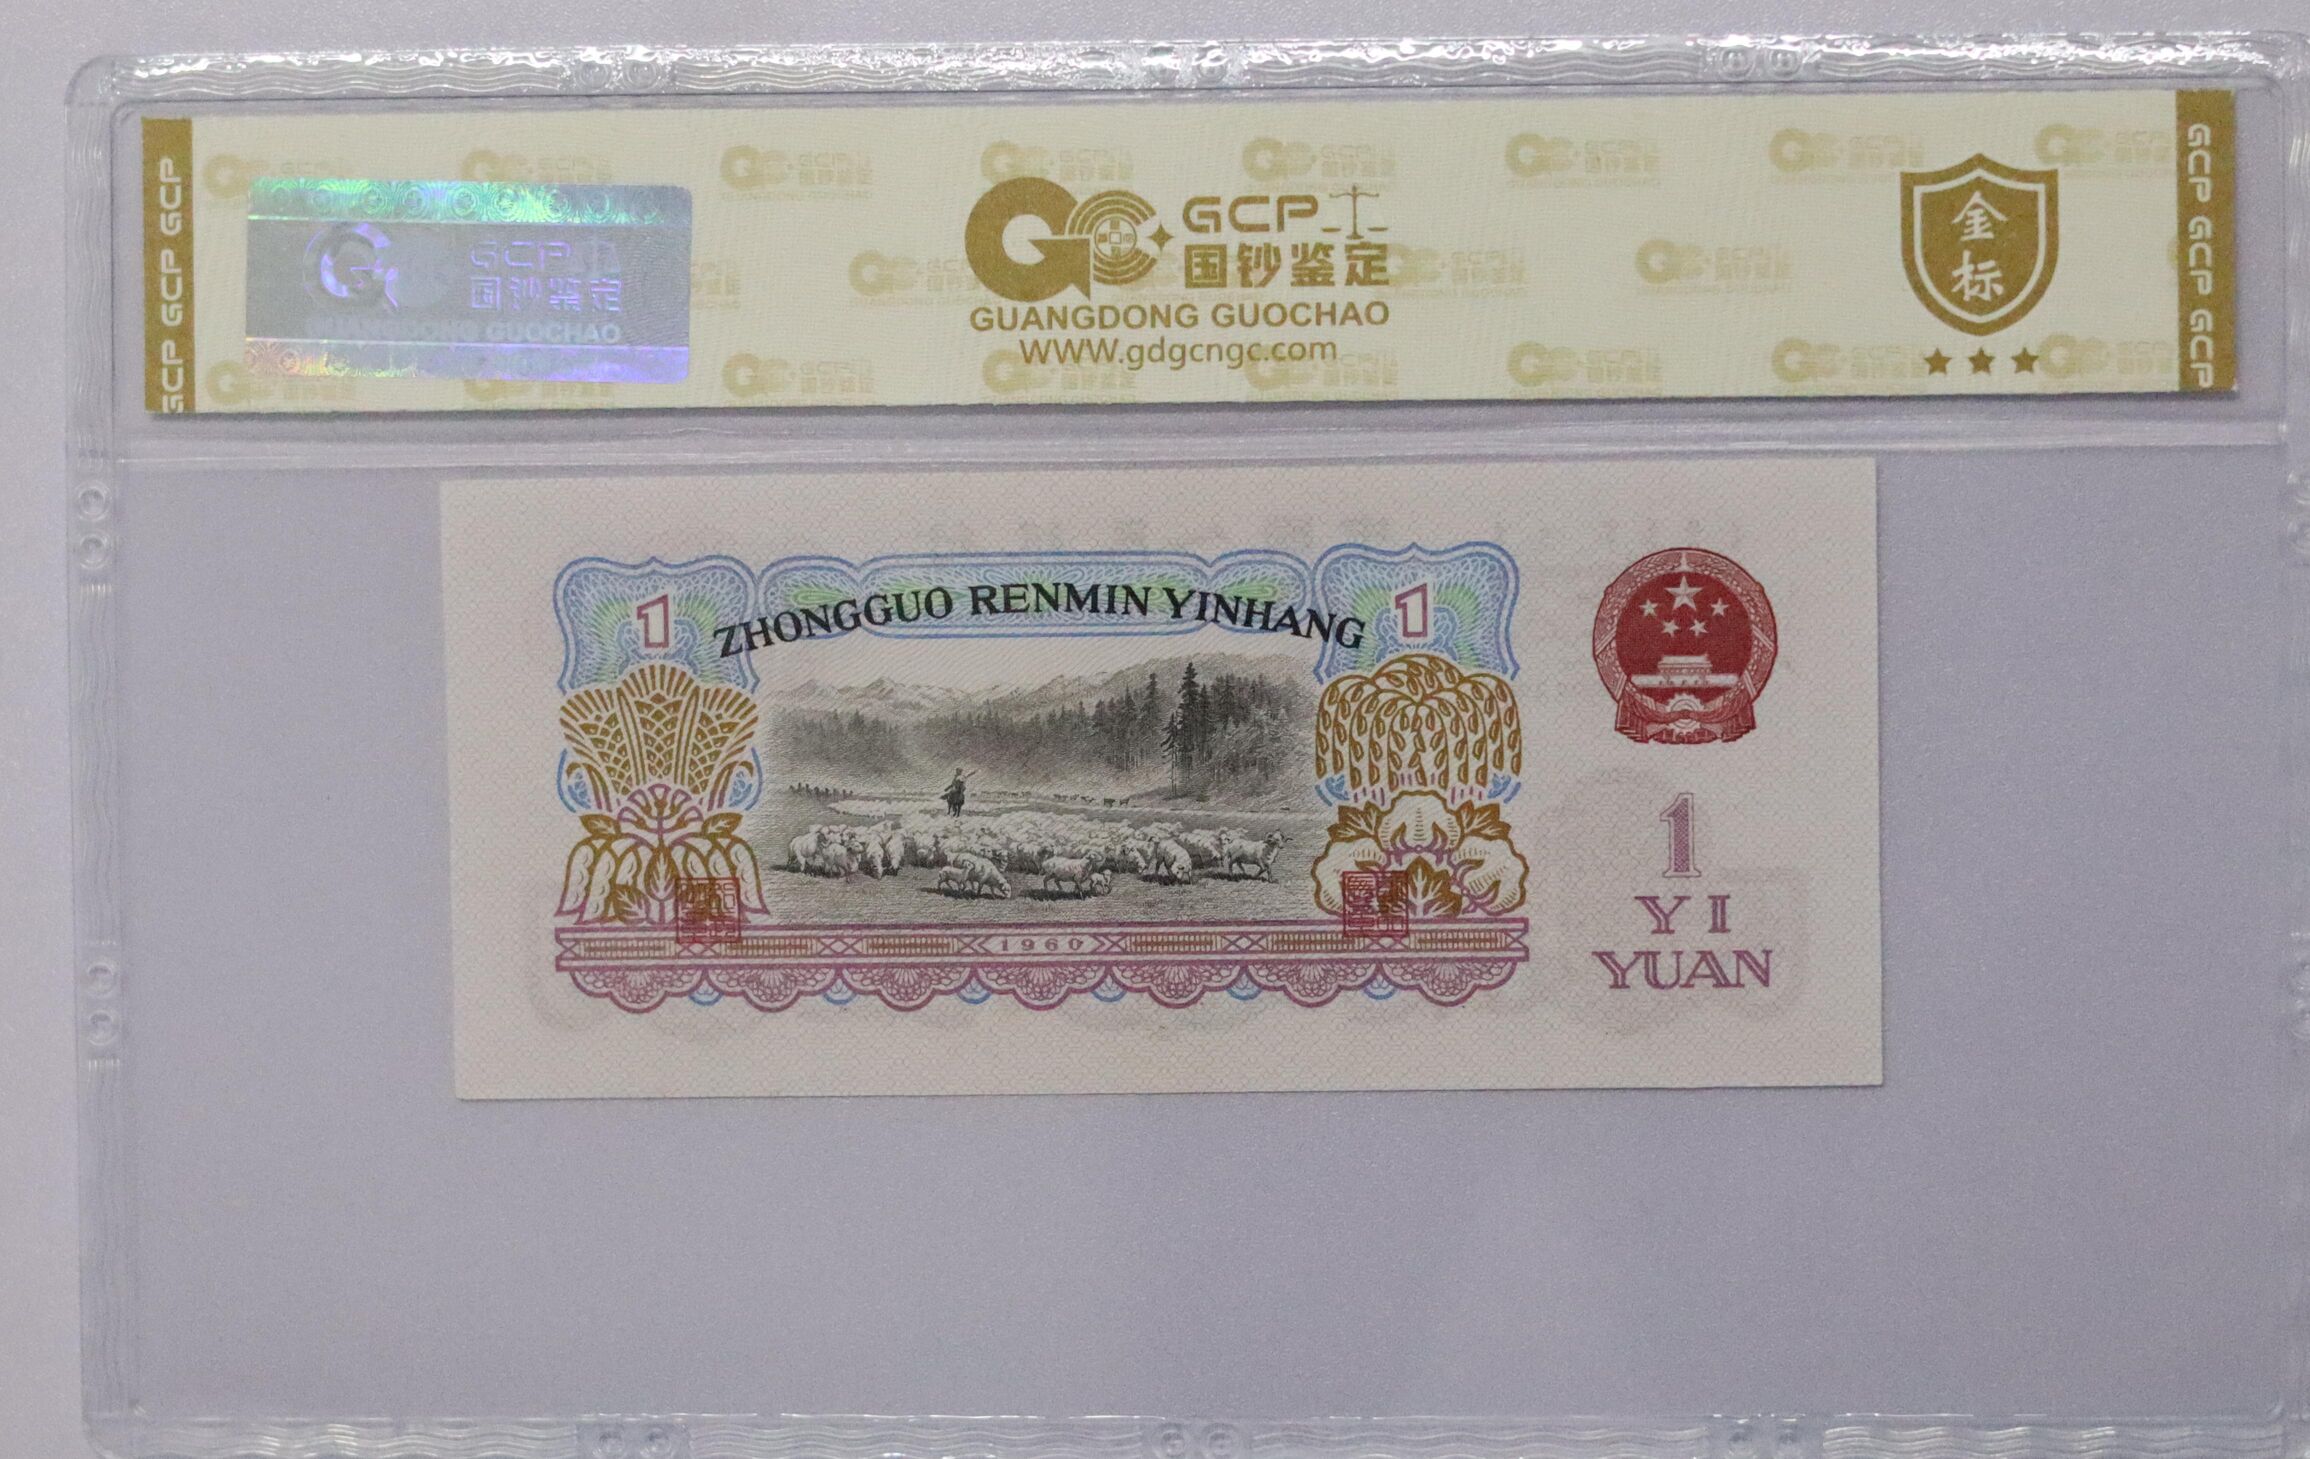 GCP GCP GCP
GCP
国钞鉴定
GUANGDONG GUOCHAO
GCP
国钞鉴定
GUANGDONG GUOCHAO
WWW.gdgcngc.com
金标
GCP GCP GCP
ZHONGGUO RENMIN YINHANG
1
1
1960
1
YI
YUAN